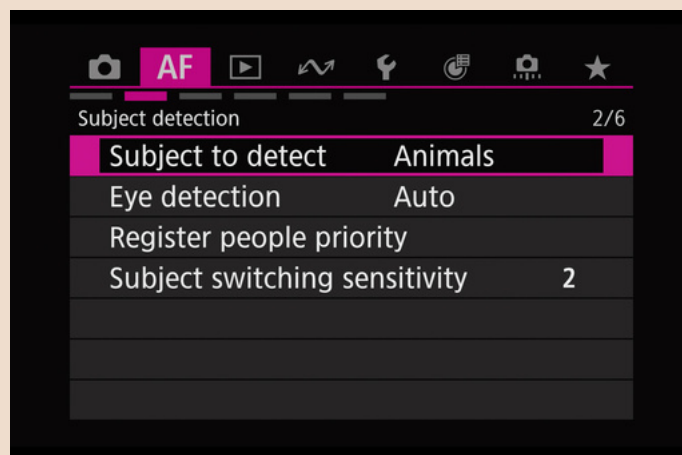 AF
Subject detection 2/6
Subject to detect Animals
Eye detection Auto
Register people priority
Subject switching sensitivity 2